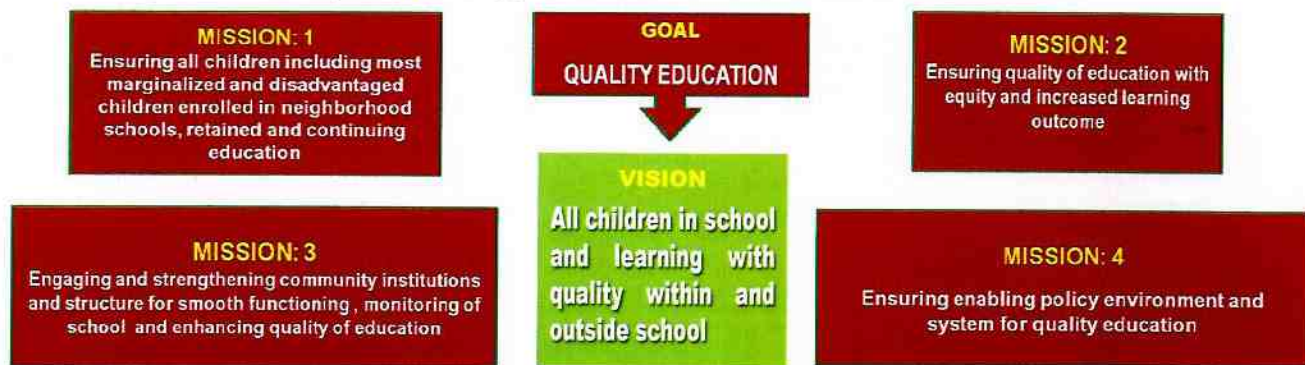 MISSION: 1
Ensuring all children including most
marginalized and disadvantaged
children enrolled in neighborhood
schools, retained and continuing
education
GOAL
QUALITY EDUCATION
MISSION: 2
Ensuring quality of education with
equity and increased learning
outcome
VISION
All children in school
and learning with
quality within and
outside school
MISSION: 3
Engaging and strengthening community institutions
and structure for smooth functioning , monitoring of
school and enhancing quality of education
MISSION: 4
Ensuring enabling policy environment and
system for quality education